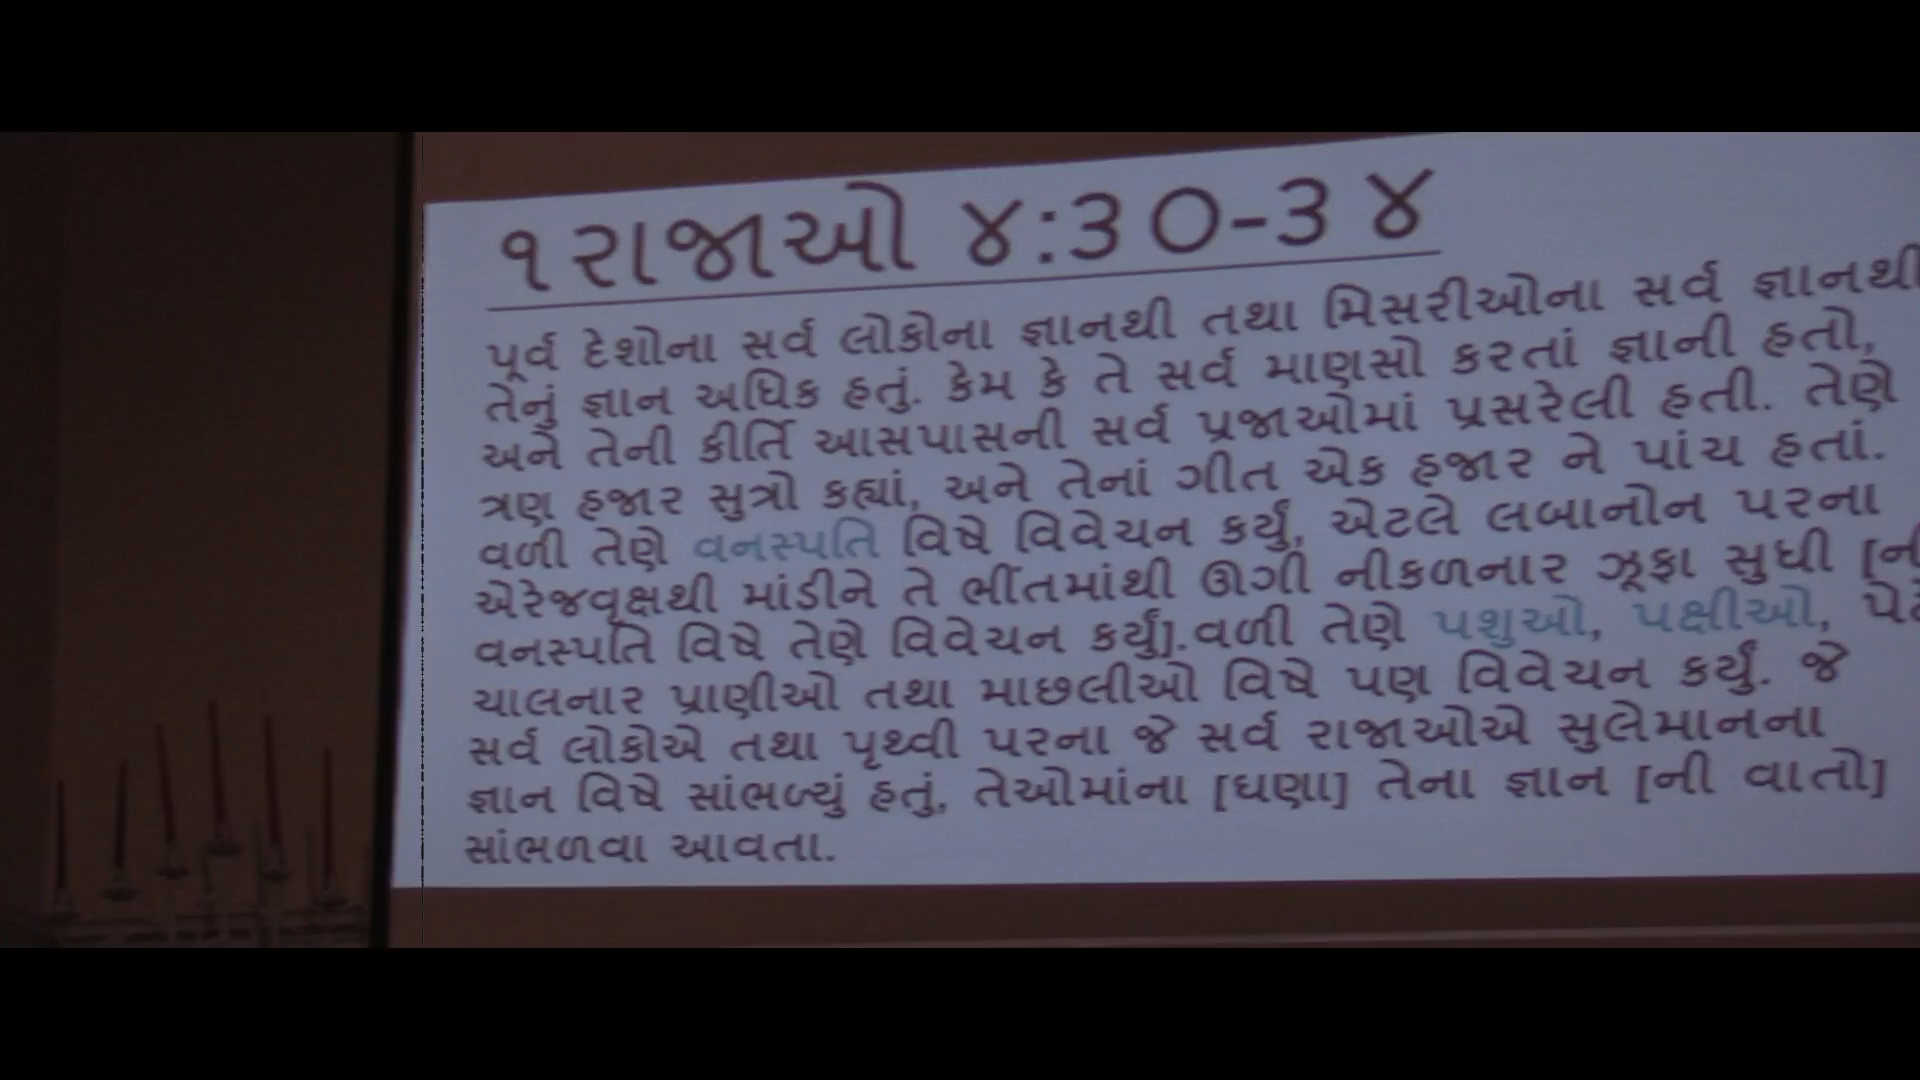 ૧ રાજાઓ ૪:૩૦-૩૪
પૂર્વ દેશોના સર્વ લોકોના જ્ઞાનથી તથા મિસરીઓના સર્વ જ્ઞાનથી
તેનું જ્ઞાન અધિક હતું. કેમ કે તે સર્વ માણસો કરતાં જ્ઞાની હતો,
અને તેની કીર્તિ આસપાસની સર્વ પ્રજાઓમાં પ્રસરેલી હતી. તેણે
ત્રણ હજાર સુત્રો કહ્યાં, અને તેનાં ગીત એક હજાર ને પાંચ હતાં.
વળી તેણે વનસ્પતિ વિષે વિવેચન કર્યું, એટલે લબાનોન પરના
એરેજવૃક્ષથી માંડીને તે ભીંતમાંથી ઊગી નીકળનાર ઝૂફા સુધી [ની
વનસ્પતિ વિષે તેણે વિવેચન કર્યું]. વળી તેણે પશુઓ, પક્ષીઓ,
ચાલનાર પ્રાણીઓ તથા માછલીઓ વિષે પણ વિવેચન કર્યું. જે
સર્વ લોકોએ તથા પૃથ્વી પરના જે સર્વ રાજાઓએ સુલેમાનના
જ્ઞાન વિષે સાંભળ્યું હતું, તેઓમાંના [ઘણા] તેના જ્ઞાન [ની વાતો]
સાંભળવા આવતા.